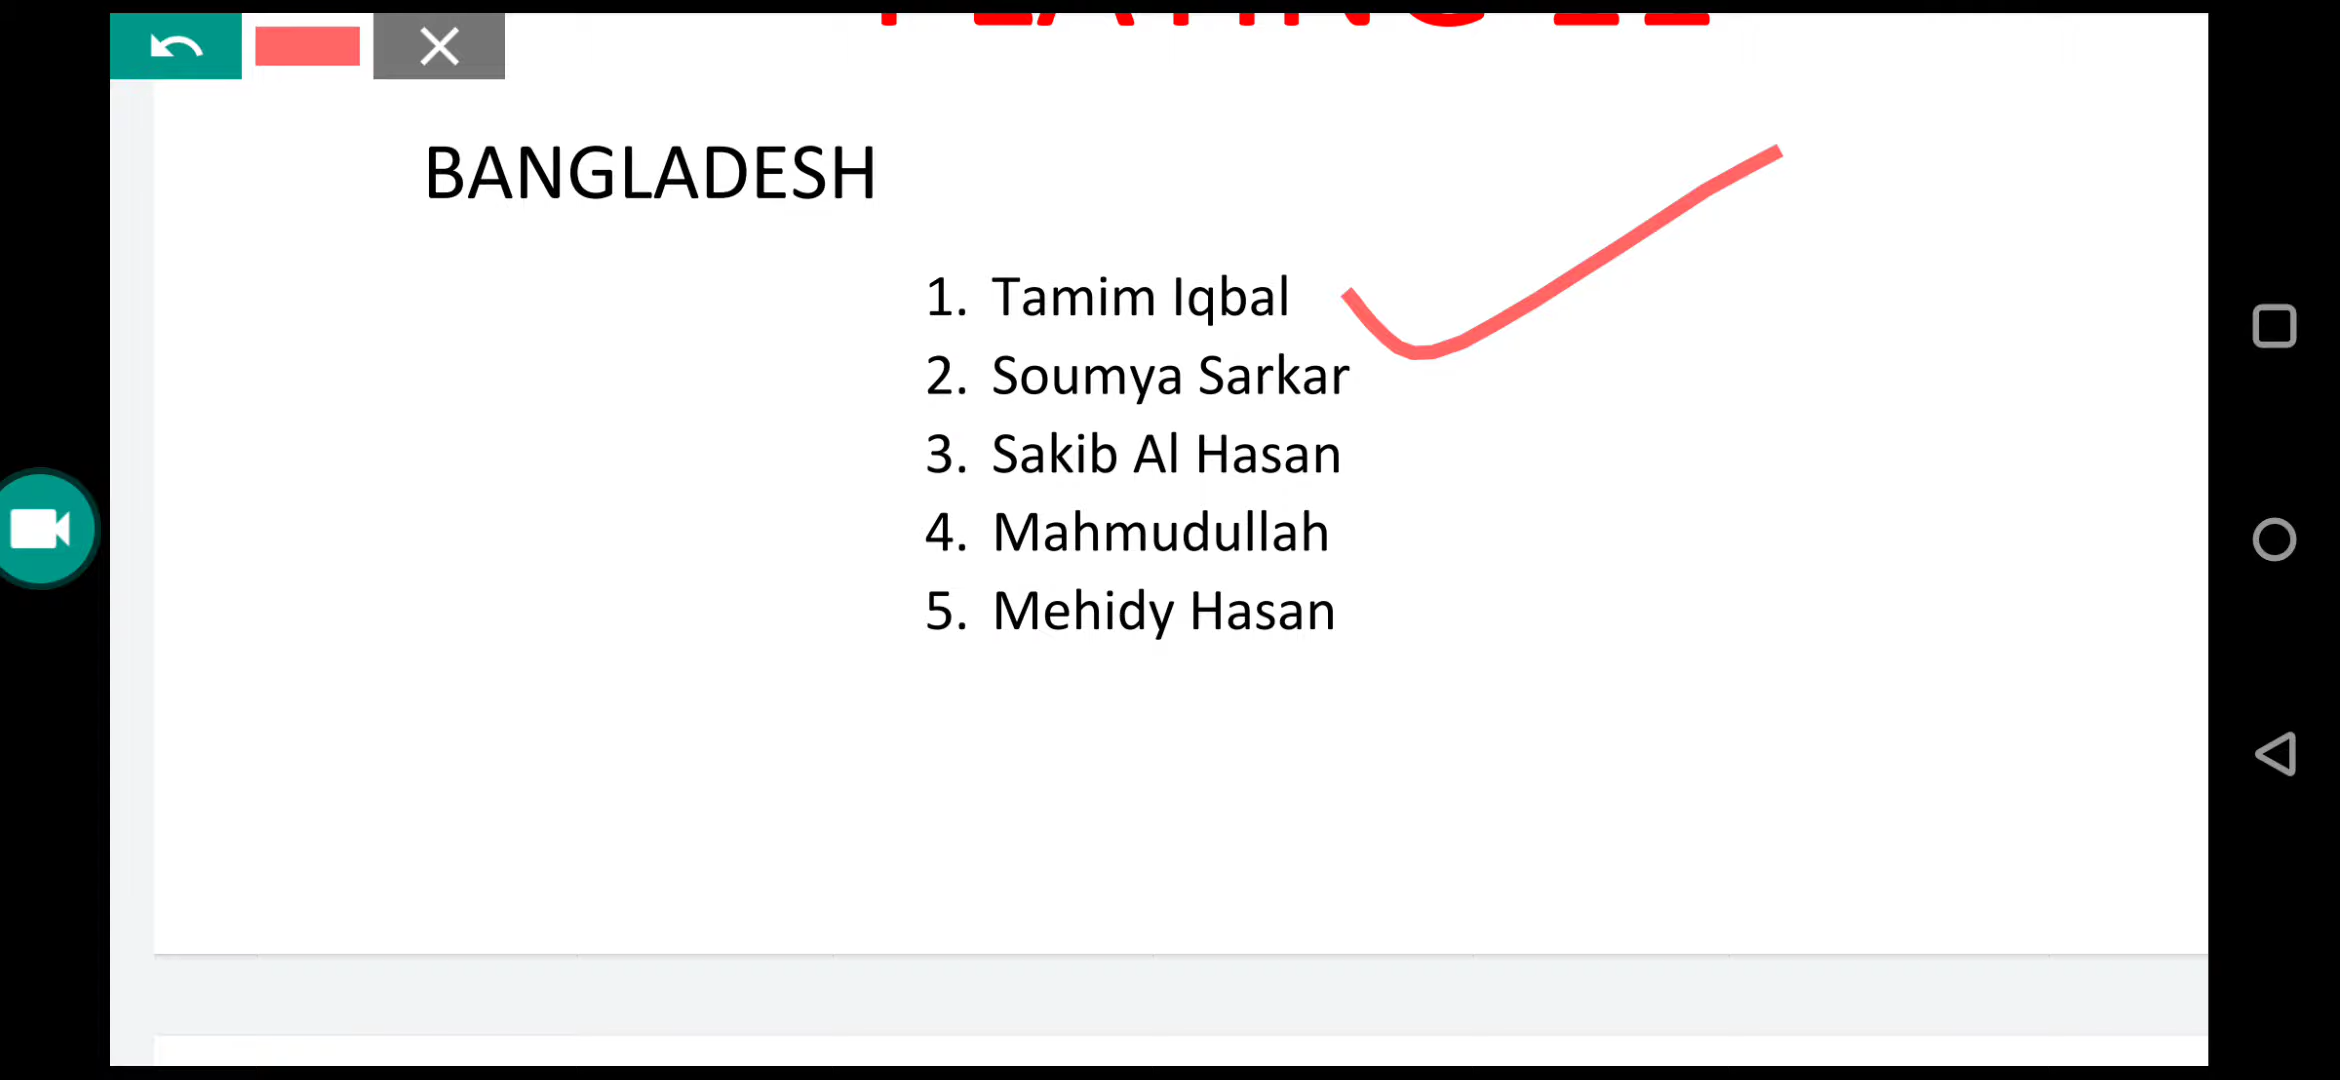 BANGLADESH
1. Tamim Iqbal
2. Soumya Sarkar
3. Sakib Al Hasan
4. Mahmudullah
5. Mehidy Hasan